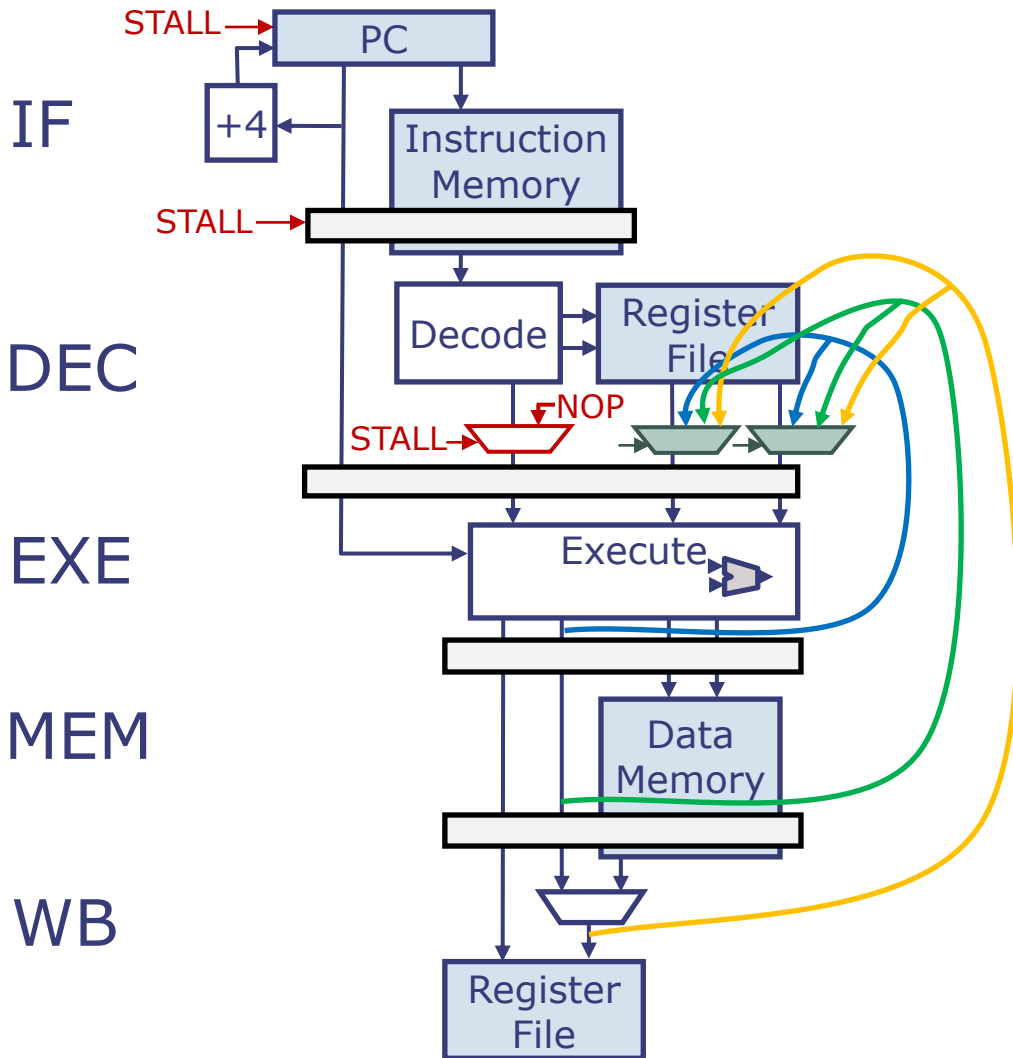 STALL
PC
IF
+4
Instruction
Memory
STALL
DEC
Decode
Register
File
NOP
STALL
EXE
Execute
MEM
Data
Memory
WB
Register
File